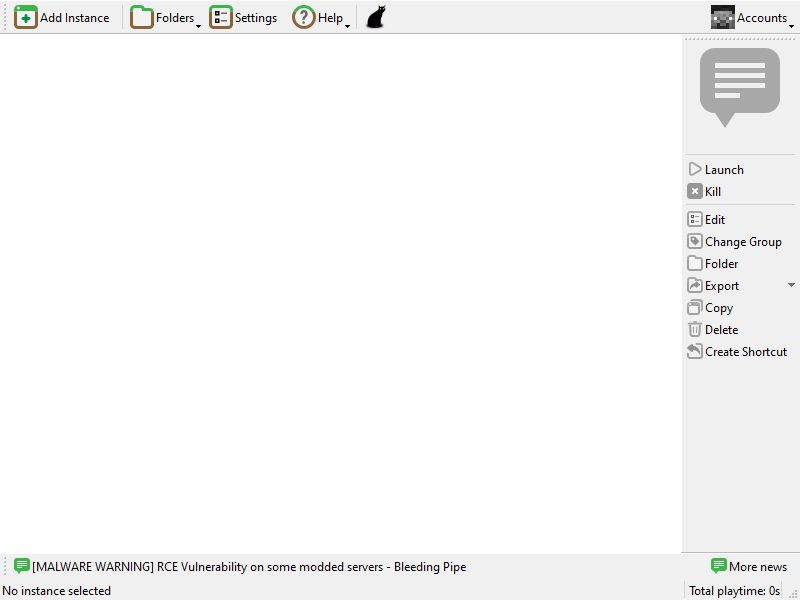 Add Instance
Folders
Settings
Help
Accounts
Launch
Kill
Edit
Change Group
Folder
Export
Copy
Delete
Create Shortcut
[MALWARE WARNING] RCE Vulnerability on some modded servers - Bleeding Pipe
More news
No instance selected
Total playtime: 0s